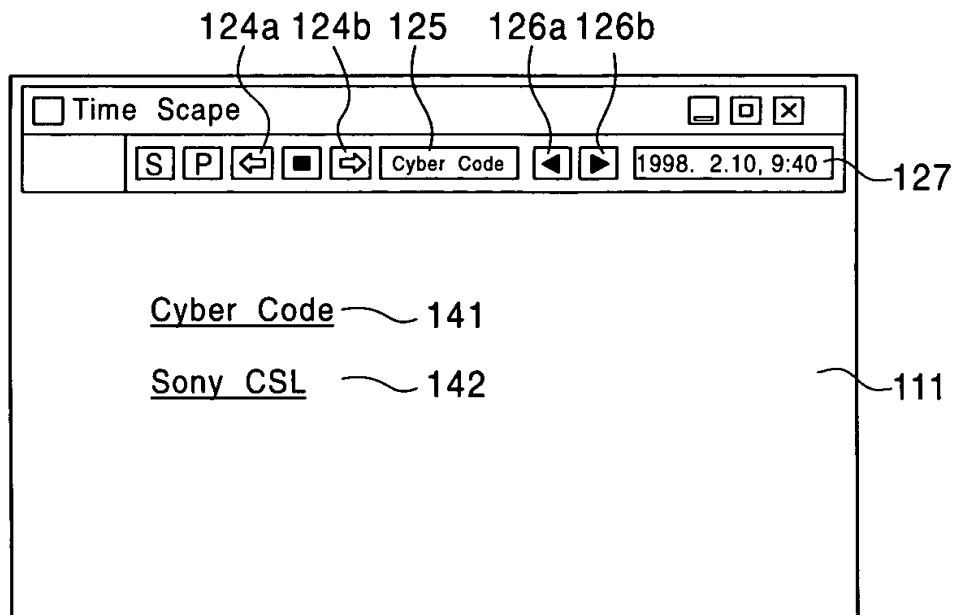 124a 124b 125 126a 126b
Time Scape
S P Cyber Code 1998. 2.10, 9:40
127
Cyber Code 141
Sony CSL 142
111